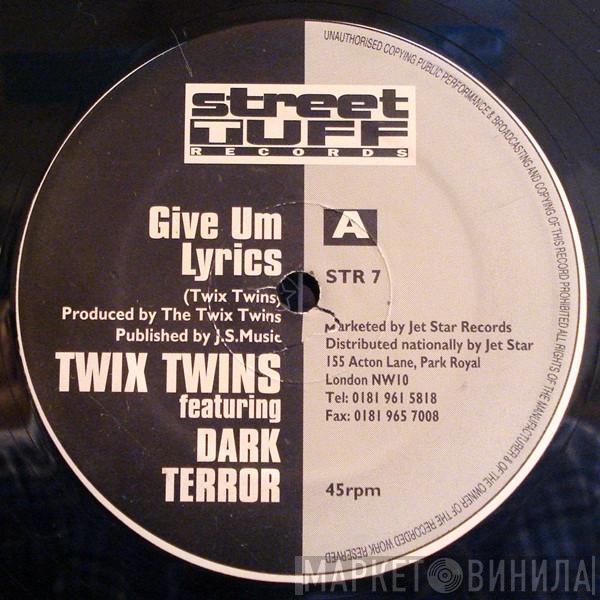 street
TUFF
RECORDS
Give Um
Lyrics
(Twix Twins)
Produced by The Twix Twins
Published by J.S.Music
TWIX TWINS
featuring
DARK
TERROR
A
STR 7
Marketed by Jet Star Records
Distributed nationally by Jet Star
155 Acton Lane, Park Royal
London NW10
Tel: 0181 961 5818
Fax: 0181 965 7008
45rpm
UNAUTHORISED COPYING PUBLIC PERFORMANCE & BROADCASTING AND COPYING OF THIS RECORD PROHIBITED ALL RIGHTS OF THE MANUFACTURER & OF THE OWNER OF THE RECORDED WORK RESERVED
МАРКЕТ ВИНИЛА